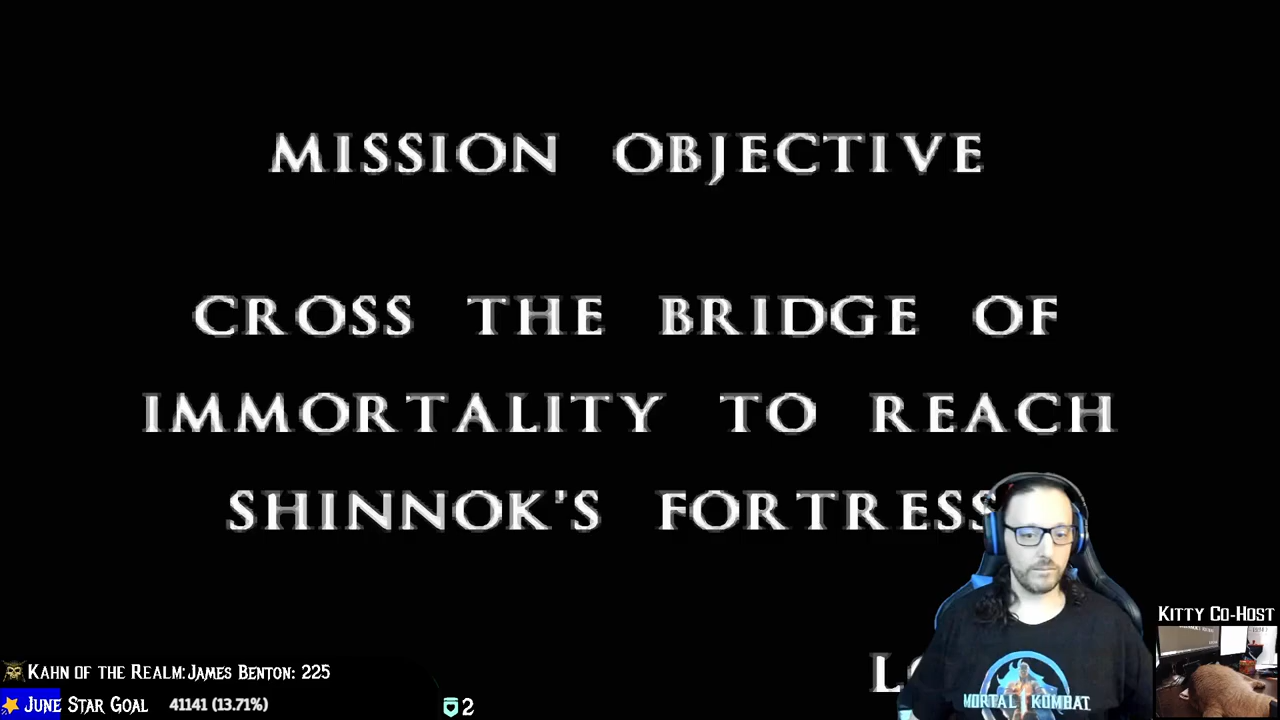 MISSION OBJECTIVE
CROSS THE BRIDGE OF
IMMORTALITY TO REACH
SHINNOK'S FORTRESS
KITTY CO-HOST
KAHN OF THE REALM: JAMES BENTON: 225
JUNE STAR GOAL 41141 (13.71%) 2
MORTAL KOMBAT